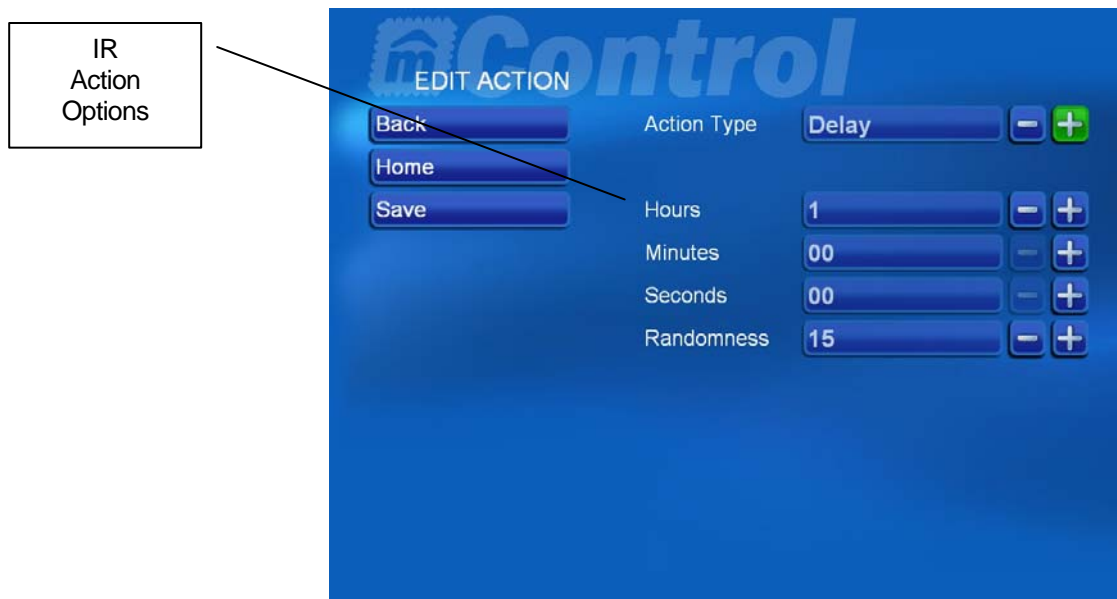 IR
Action
Options
mControl
EDIT ACTION
Back
Home
Save
Action Type Delay - +
Hours 1 - +
Minutes 00 - +
Seconds 00 - +
Randomness 15 - +